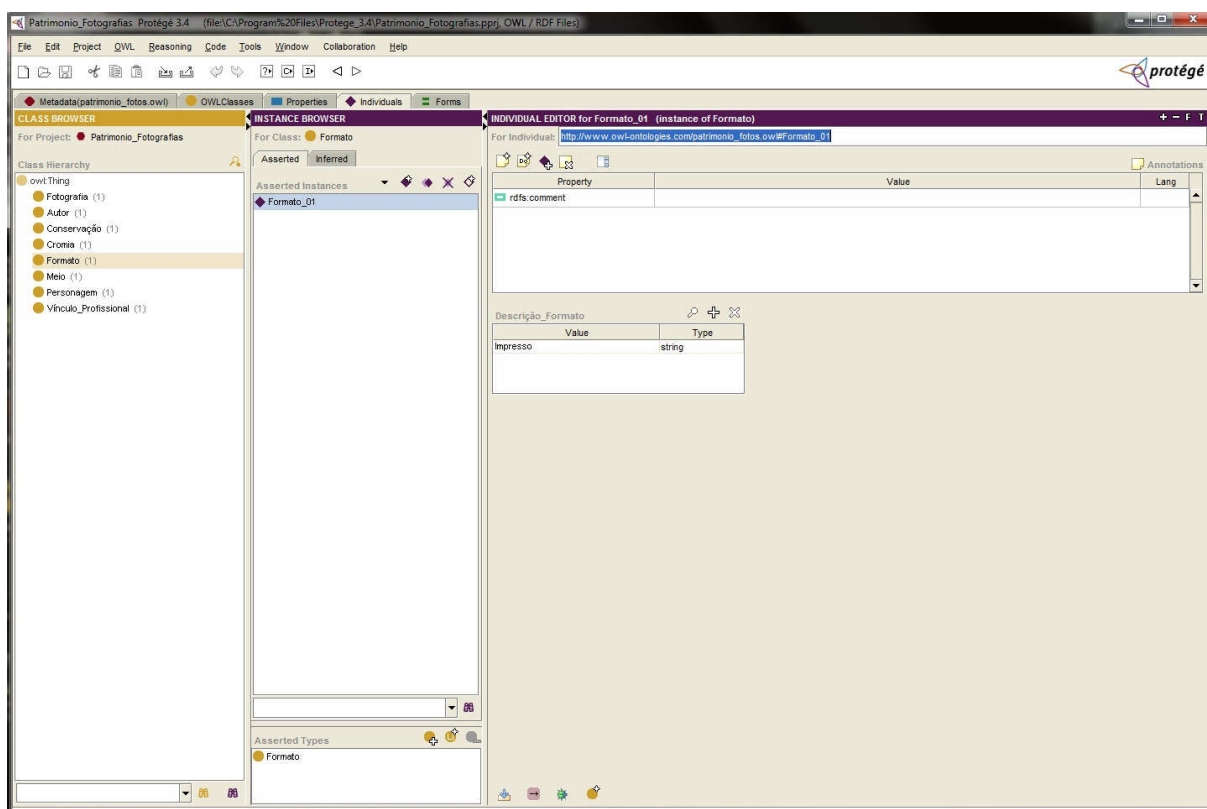 Patrimonio_Fotografias Protégé 3.4 (file:\C:\Program%20Files\Protege_3.4\Patrimonio_Fotografias.pprj, OWL / RDF Files)
File Edit Project OWL Reasoning Code Tools Window Collaboration Help
protégé
Metadata(patrimonio_fotos.owl) OWLClasses Properties Individuals Forms
CLASS BROWSER
For Project: Patrimonio_Fotografias
Class Hierarchy
owl:Thing
Fotografia (1)
Autor (1)
Conservação (1)
Cromia (1)
Formato (1)
Meio (1)
Personagem (1)
Vínculo_Profissional (1)
INSTANCE BROWSER
For Class: Formato
Asserted Inferred
Asserted Instances
Formato_01
Asserted Types
Formato
INDIVIDUAL EDITOR for Formato_01 (instance of Formato)
+ - F T
For Individual: http://www.owl-ontologies.com/patrimonio_fotos.owl#Formato_01
Annotations
Property Value Lang
rdfs:comment
Descrição_Formato
Value Type
Impresso string